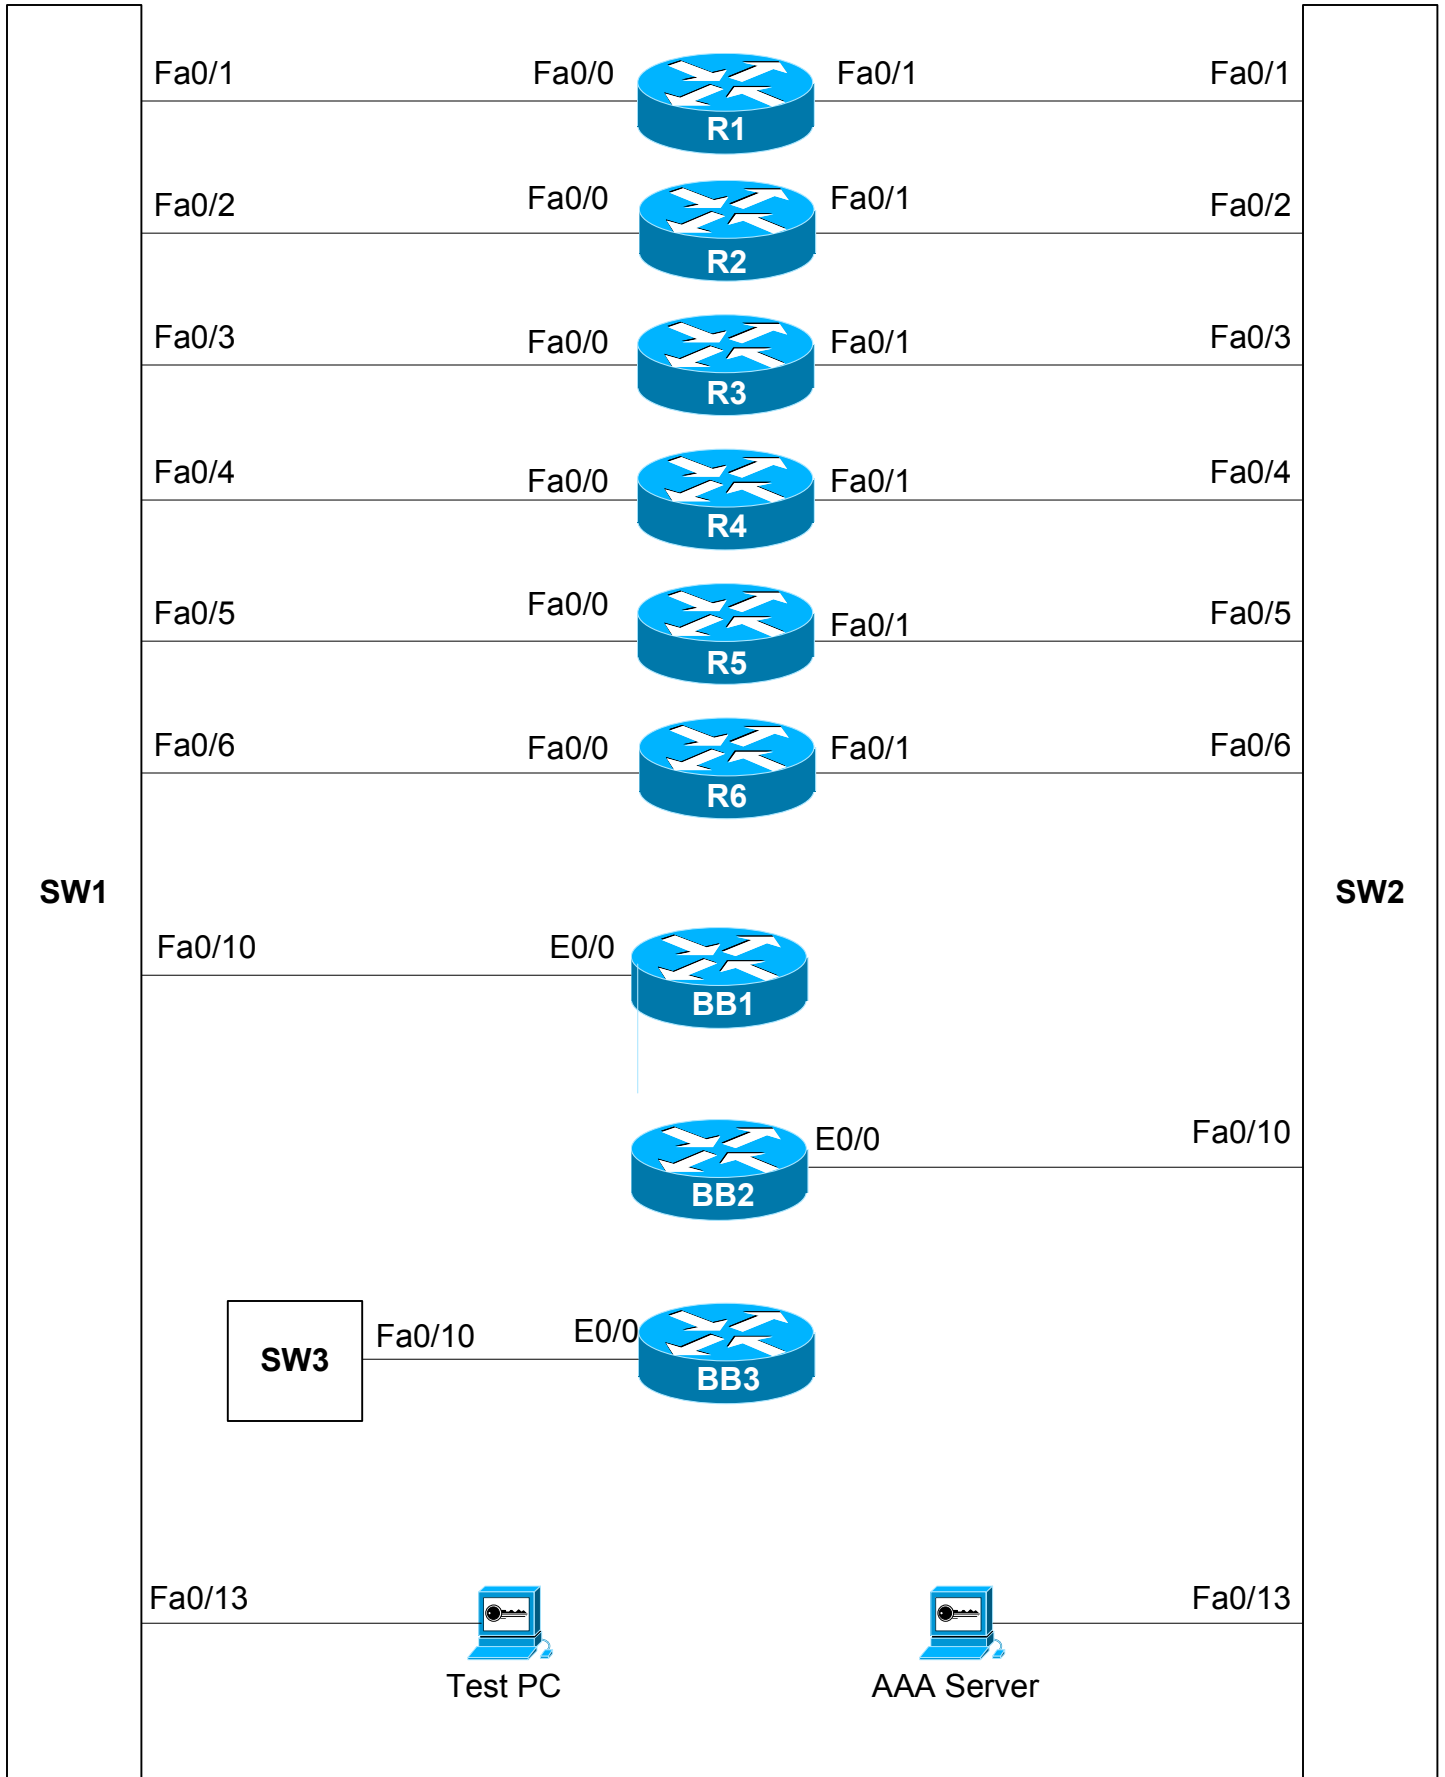 Fa0/1 Fa0/0 Fa0/1 Fa0/1
R1
Fa0/2 Fa0/0 Fa0/1 Fa0/2
R2
Fa0/3 Fa0/0 Fa0/1 Fa0/3
R3
Fa0/4 Fa0/0 Fa0/1 Fa0/4
R4
Fa0/5 Fa0/0 Fa0/1 Fa0/5
R5
Fa0/6 Fa0/0 Fa0/1 Fa0/6
R6
SW1 SW2
Fa0/10 E0/0
BB1
E0/0 Fa0/10
BB2
Fa0/10 E0/0
SW3
BB3
Fa0/13 Fa0/13
Test PC AAA Server